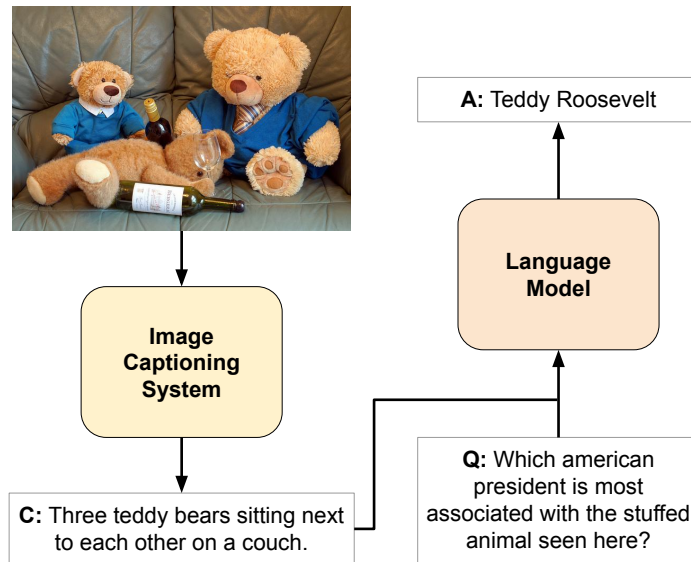 A: Teddy Roosevelt
Language
Model
Image
Captioning
System
C: Three teddy bears sitting next
to each other on a couch.
Q: Which american
president is most
associated with the stuffed
animal seen here?